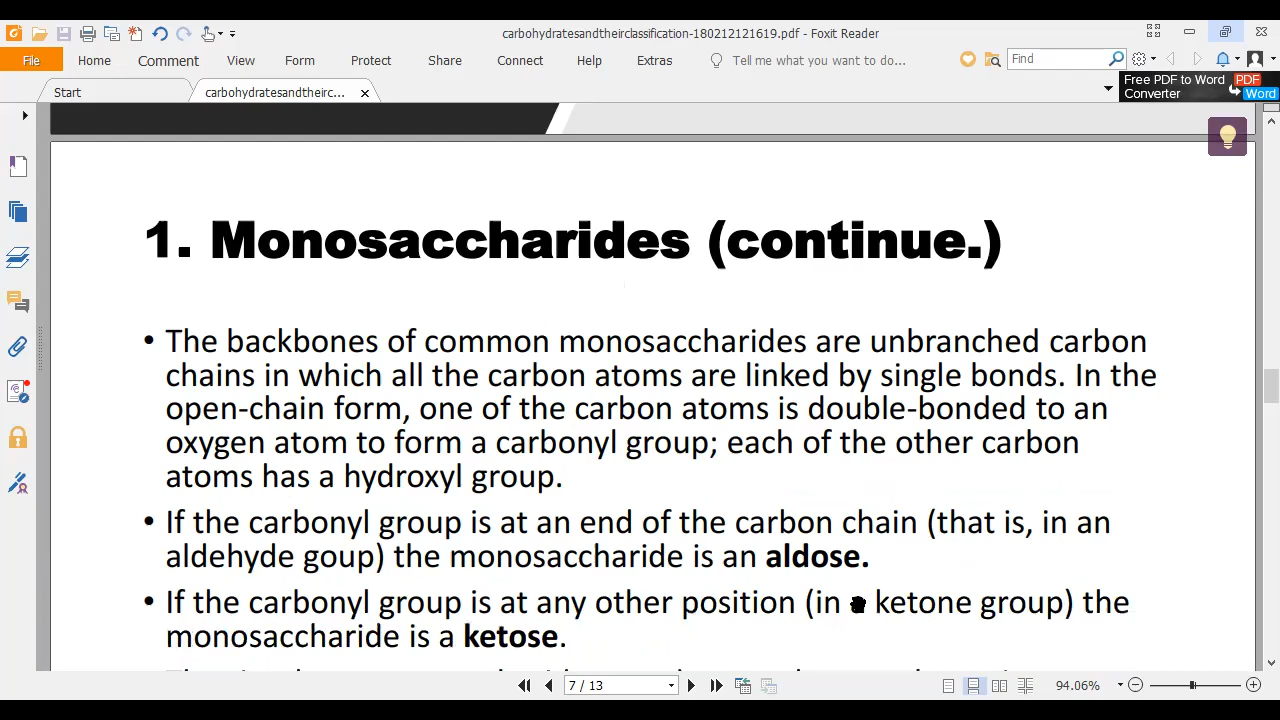 carbohydratesandtheirclassification-180212121619.pdf - Foxit Reader
File Home Comment View Form Protect Share Connect Help Extras Tell me what you want to do... Find
Start carbohydratesandtheirc...
Free PDF to Word PDF
Converter Word
1. Monosaccharides (continue.)
• The backbones of common monosaccharides are unbranched carbon
chains in which all the carbon atoms are linked by single bonds. In the
open-chain form, one of the carbon atoms is double-bonded to an
oxygen atom to form a carbonyl group; each of the other carbon
atoms has a hydroxyl group.
• If the carbonyl group is at an end of the carbon chain (that is, in an
aldehyde goup) the monosaccharide is an aldose.
• If the carbonyl group is at any other position (in ketone group) the
monosaccharide is a ketose.
7 / 13 94.06%